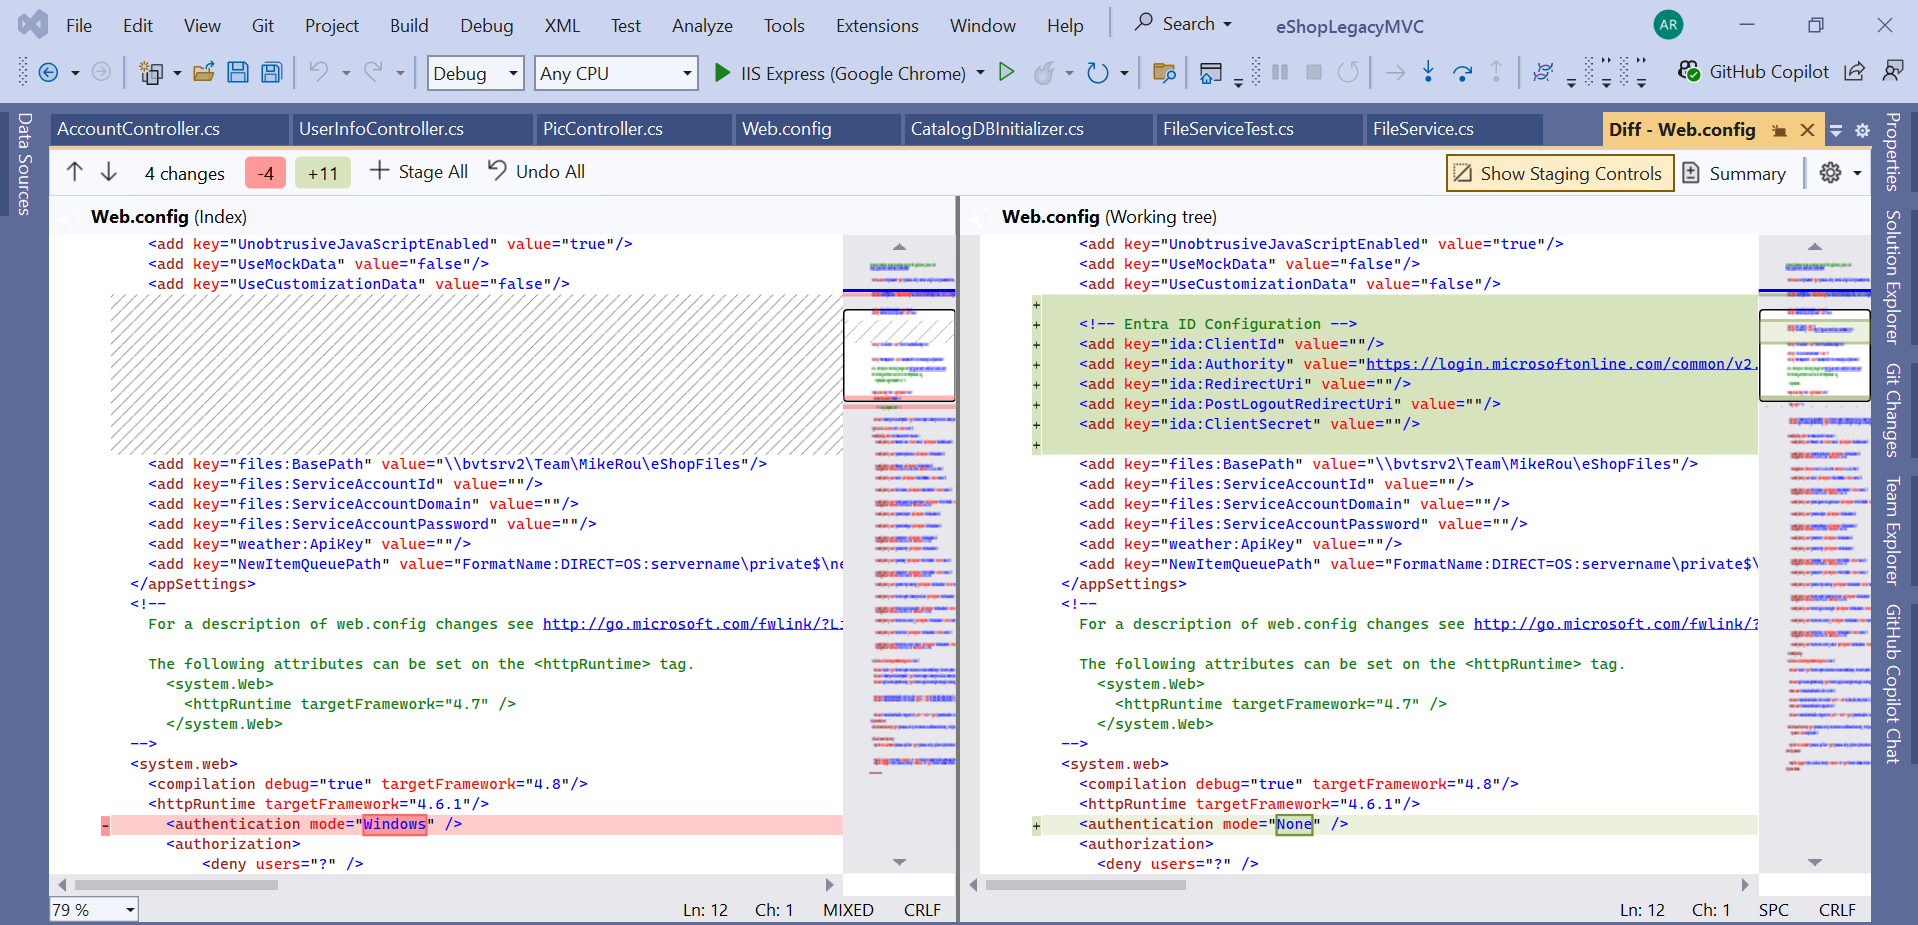 File Edit View Git Project Build Debug XML Test Analyze Tools Extensions Window Help Search eShopLegacyMVC AR
Debug Any CPU IIS Express (Google Chrome) GitHub Copilot
AccountController.cs UserInfoController.cs PicController.cs Web.config CatalogDBInitializer.cs FileServiceTest.cs FileService.cs Diff - Web.config
Data Sources
4 changes -4 +11 Stage All Undo All Show Staging Controls Summary
Web.config (Index)
<add key="UnobtrusiveJavaScriptEnabled" value="true"/>
<add key="UseMockData" value="false"/>
<add key="UseCustomizationData" value="false"/>
<add key="files:BasePath" value="\\bvtsrv2\Team\MikeRou\eShopFiles"/>
<add key="files:ServiceAccountId" value=""/>
<add key="files:ServiceAccountDomain" value=""/>
<add key="files:ServiceAccountPassword" value=""/>
<add key="weather:ApiKey" value=""/>
<add key="NewItemQueuePath" value="FormatName:DIRECT=OS:servername\private$\ne
</appSettings>
<!--
For a description of web.config changes see http://go.microsoft.com/fwlink/?Li
The following attributes can be set on the <httpRuntime> tag.
<system.Web>
<httpRuntime targetFramework="4.7" />
</system.Web>
-->
<system.web>
<compilation debug="true" targetFramework="4.8"/>
<httpRuntime targetFramework="4.6.1"/>
- <authentication mode="Windows" />
<authorization>
<deny users="?" />
79 % Ln: 12 Ch: 1 MIXED CRLF
Web.config (Working tree)
<add key="UnobtrusiveJavaScriptEnabled" value="true"/>
<add key="UseMockData" value="false"/>
<add key="UseCustomizationData" value="false"/>
+
+ <!-- Entra ID Configuration -->
+ <add key="ida:ClientId" value=""/>
+ <add key="ida:Authority" value="https://login.microsoftonline.com/common/v2.
+ <add key="ida:RedirectUri" value=""/>
+ <add key="ida:PostLogoutRedirectUri" value=""/>
+ <add key="ida:ClientSecret" value=""/>
+
<add key="files:BasePath" value="\\bvtsrv2\Team\MikeRou\eShopFiles"/>
<add key="files:ServiceAccountId" value=""/>
<add key="files:ServiceAccountDomain" value=""/>
<add key="files:ServiceAccountPassword" value=""/>
<add key="weather:ApiKey" value=""/>
<add key="NewItemQueuePath" value="FormatName:DIRECT=OS:servername\private$\
</appSettings>
<!--
For a description of web.config changes see http://go.microsoft.com/fwlink/?
The following attributes can be set on the <httpRuntime> tag.
<system.Web>
<httpRuntime targetFramework="4.7" />
</system.Web>
-->
<system.web>
<compilation debug="true" targetFramework="4.8"/>
<httpRuntime targetFramework="4.6.1"/>
+ <authentication mode="None" />
<authorization>
<deny users="?" />
Ln: 12 Ch: 1 SPC CRLF
Properties
Solution Explorer
Git Changes
Team Explorer
GitHub Copilot Chat